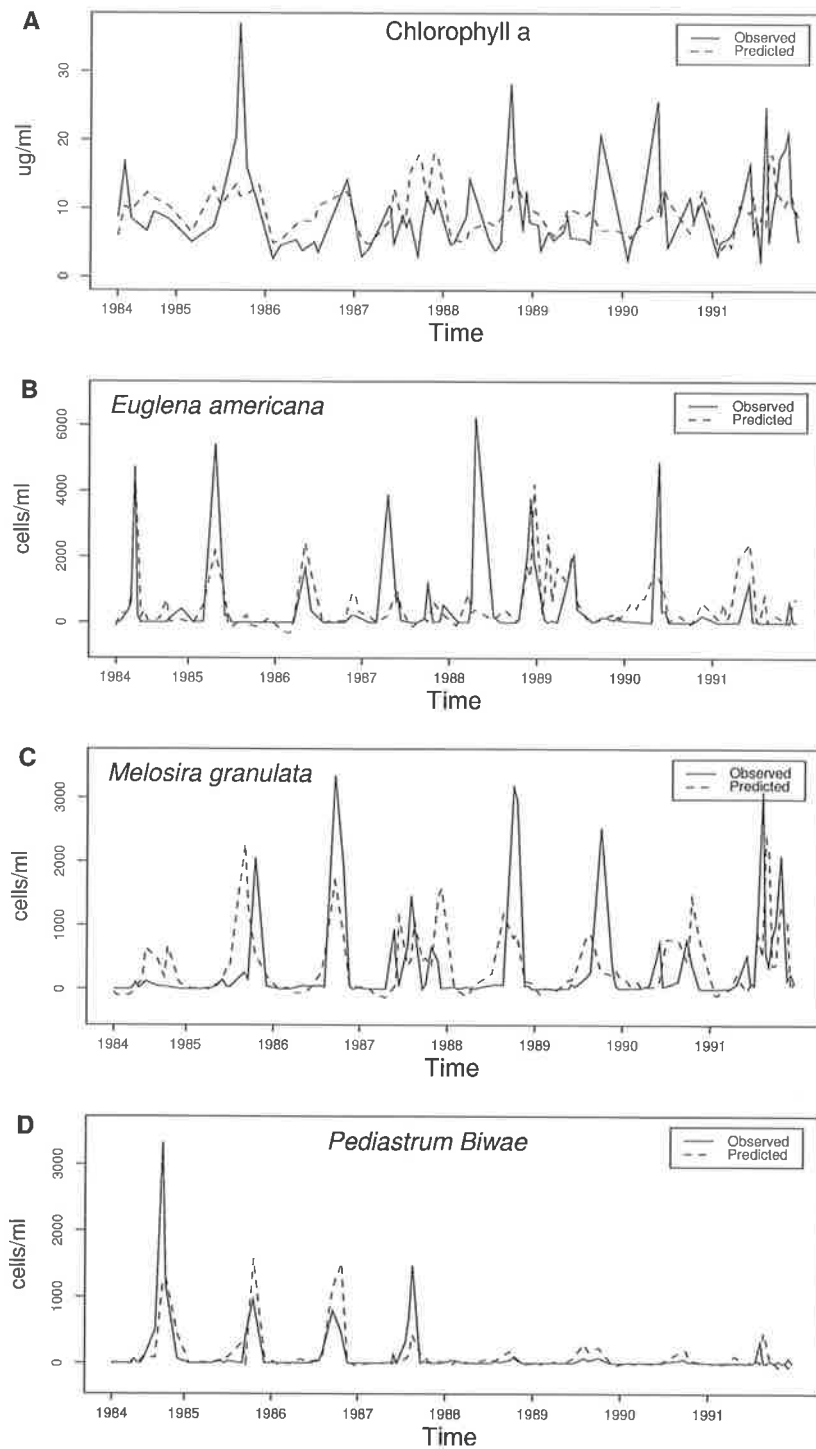 A
Chlorophyll a
Observed
Predicted
ug/ml
0
10
20
30
1984 1985 1986 1987 1988 1989 1990 1991
Time
B
Euglena americana
Observed
Predicted
cells/ml
0
2000
4000
6000
1984 1985 1986 1987 1988 1989 1990 1991
Time
C
Melosira granulata
Observed
Predicted
cells/ml
0
1000
2000
3000
1984 1985 1986 1987 1988 1989 1990 1991
Time
D
Pediastrum Biwae
Observed
Predicted
cells/ml
0
1000
2000
3000
1984 1985 1986 1987 1988 1989 1990 1991
Time